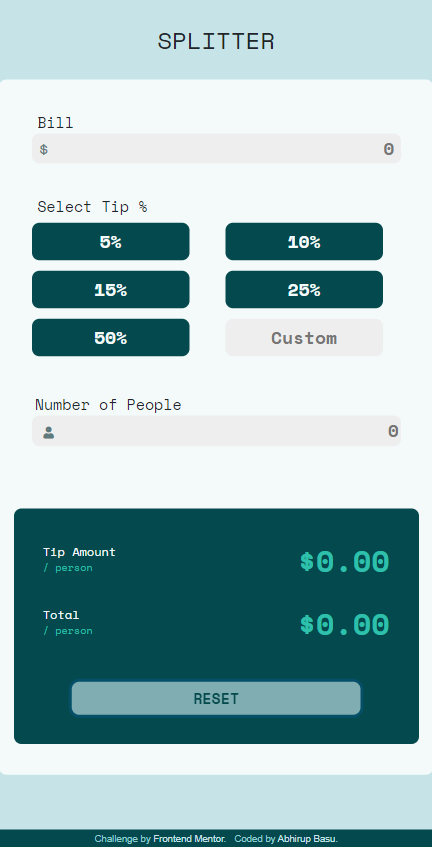 SPLITTER
Bill
$ 0
Select Tip %
5% 10%
15% 25%
50% Custom
Number of People
0
Tip Amount
/ person
$0.00
Total
/ person
$0.00
RESET
Challenge by Frontend Mentor. Coded by Abhirup Basu.